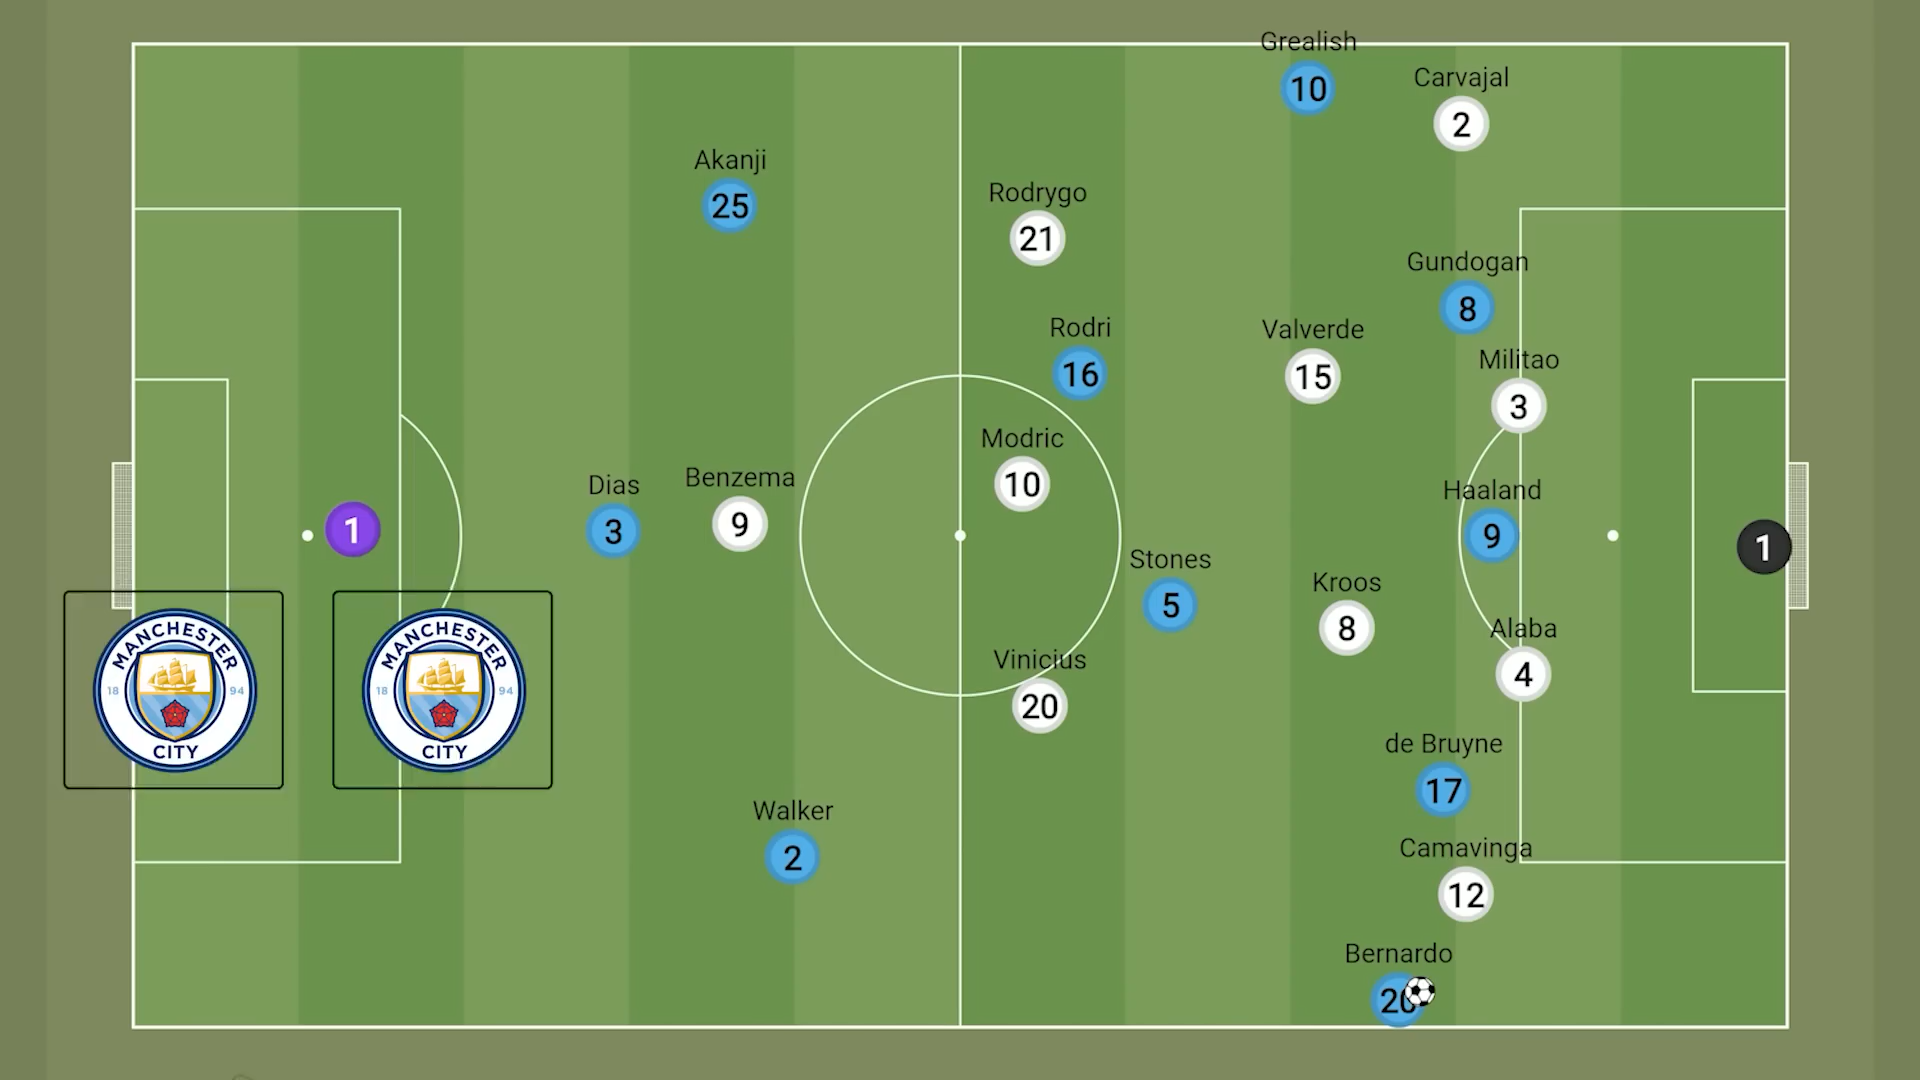 Grealish
10
Carvajal
2
Akanji
25
Rodrygo
21
Gundogan
8
Rodri
16
Valverde
15
Militao
3
Modric
10
Benzema
9
Dias
3
1
Haaland
9
1
Stones
5
Kroos
8
Alaba
4
Vinicius
20
MANCHESTER
18 94
CITY
MANCHESTER
18 94
CITY
de Bruyne
17
Walker
2
Camavinga
12
Bernardo
20